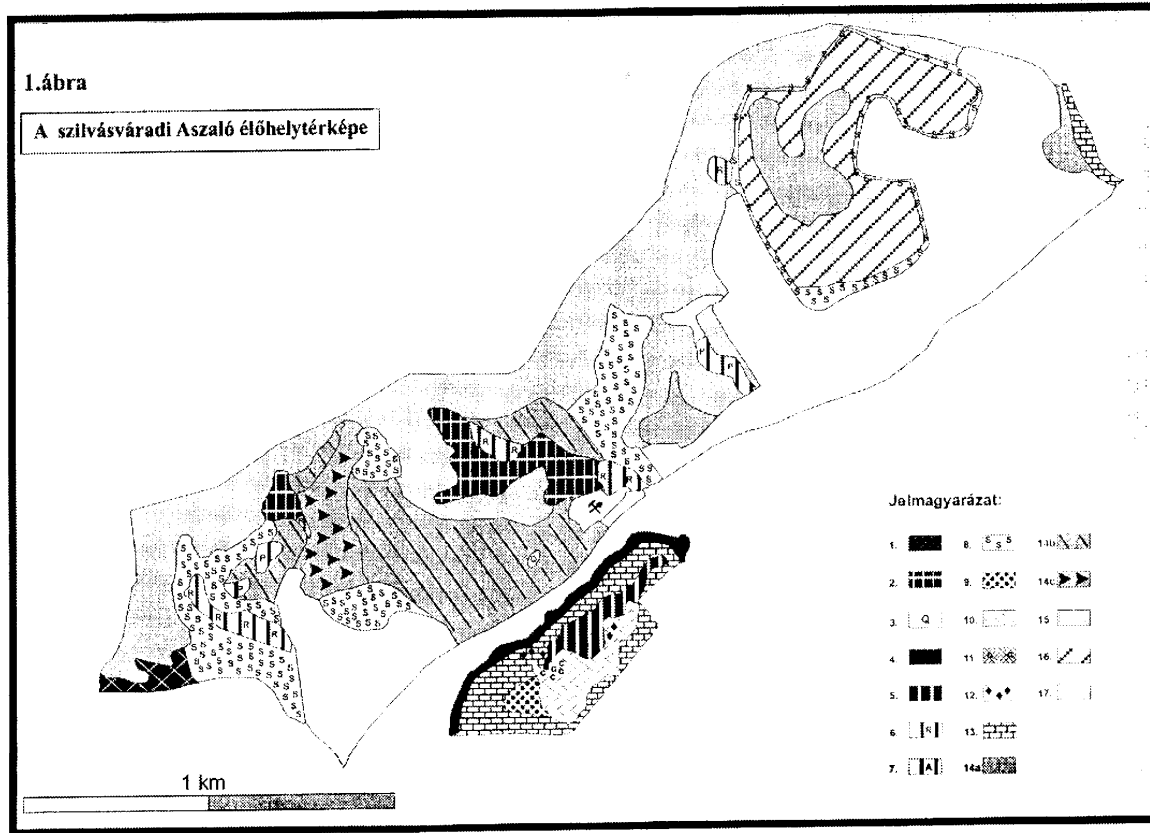 1.ábra
A szilvásváradi Aszaló élőhelytérképe
Jelmagyarázat:
1.
2.
3. Q
4.
5.
6. R
7. A
8. S S S
9.
10.
11.
12.
13.
14a
14b
14c
15
16.
17.
1 km